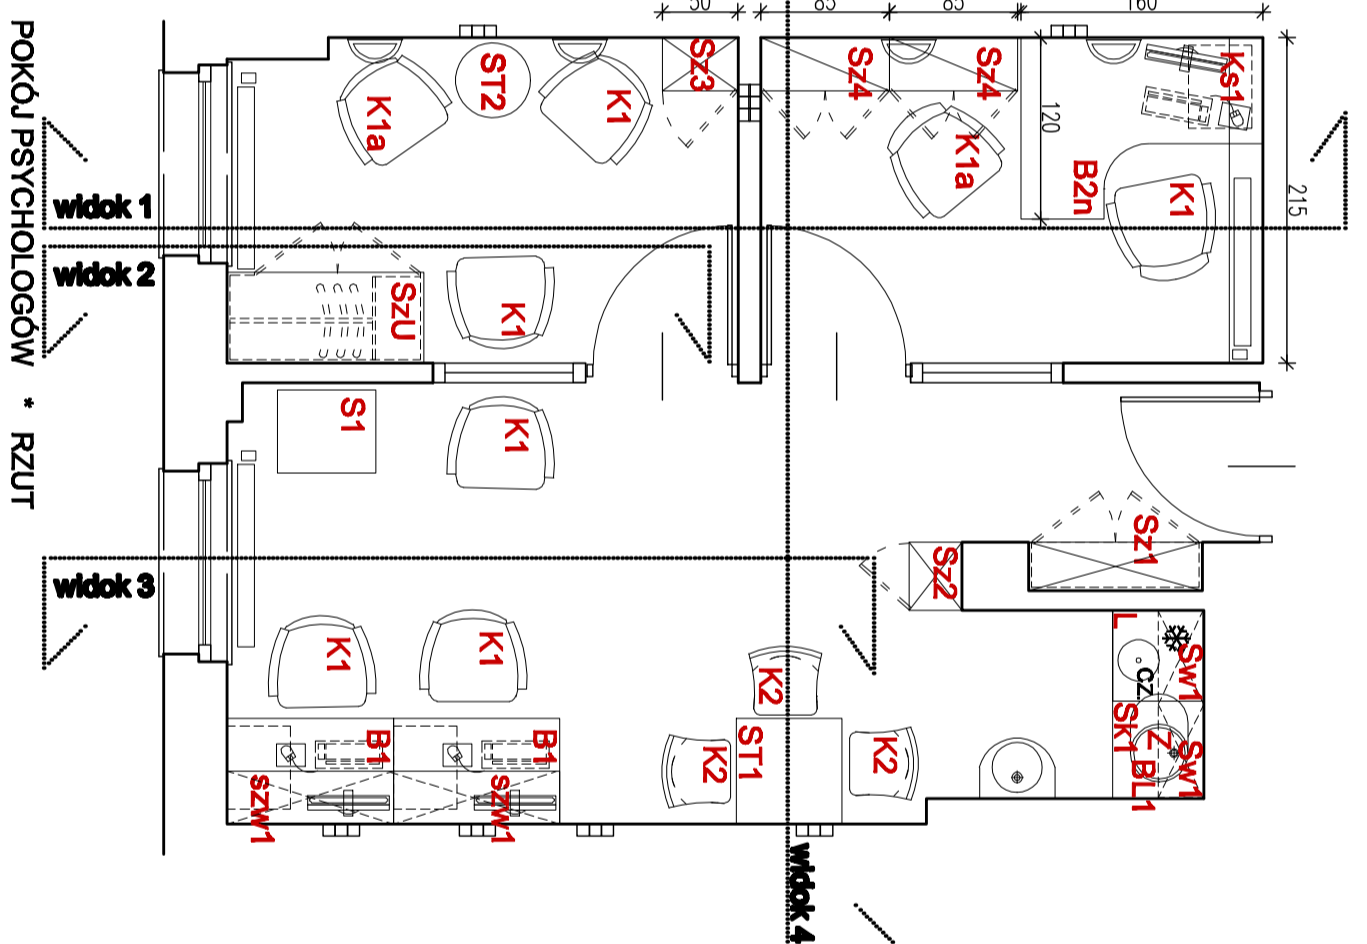 50
85
85
160
Sz3
Sz4
Sz4
Ks1
ST2
K1a
K1
K1a
120
B2n
K1
215
widok 1
widok 2
SzU
K1
POKÓJ PSYCHOLOGÓW * RZUT
S1
K1
Sz1
Sz2
widok 3
K1
K1
K2
L
Sw1
cz.
Sk1
Z
Sw1
BL1
B1
B1
K2
ST1
K2
szw1
szw1
widok 4